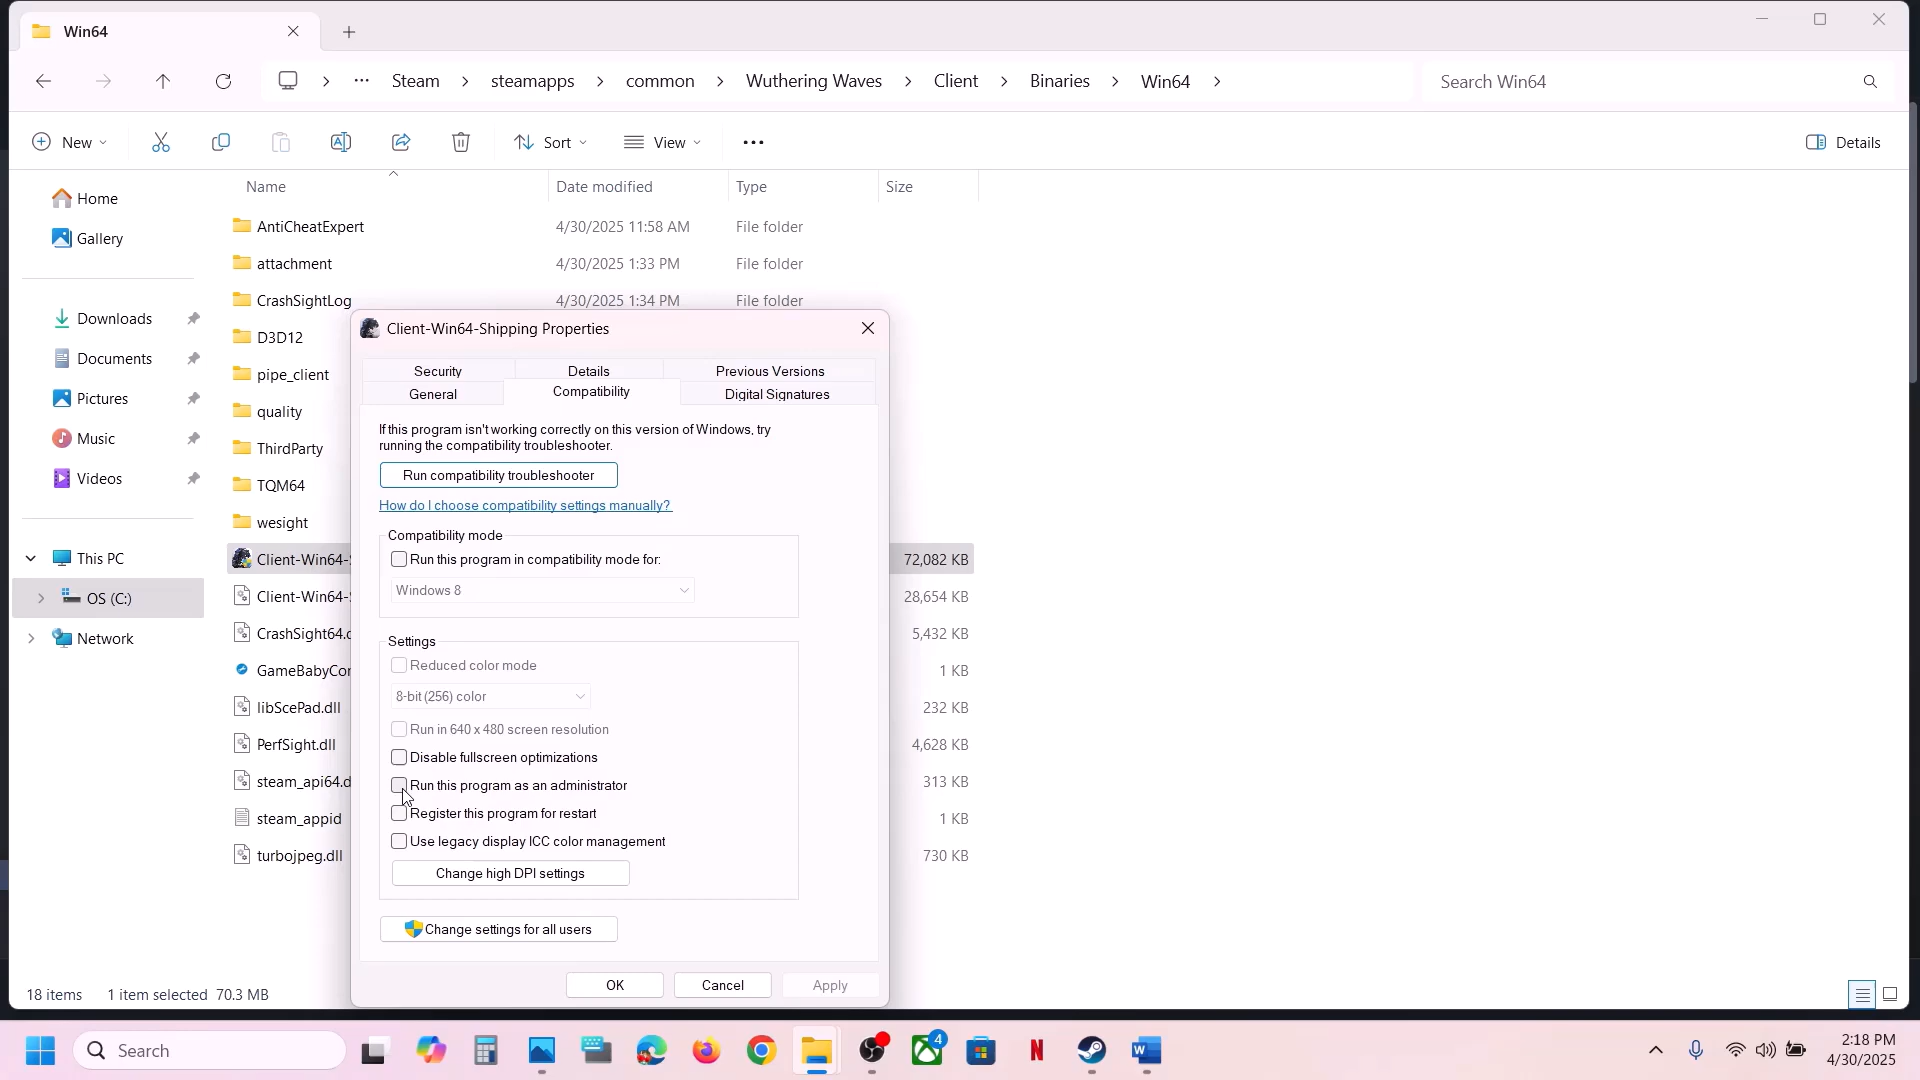 Win64
Steam > steamapps > common > Wuthering Waves > Client > Binaries > Win64 >
Search Win64
New
Sort
View
Details
Name
Date modified
Type
Size
Home
Gallery
Downloads
Documents
Pictures
Music
Videos
This PC
OS (C:)
Network
AntiCheatExpert 4/30/2025 11:58 AM File folder
attachment 4/30/2025 1:33 PM File folder
CrashSightLog 4/30/2025 1:34 PM File folder
D3D12
pipe_client
quality
ThirdParty
TQM64
wesight
Client-Win64-S 72,082 KB
Client-Win64-S 28,654 KB
CrashSight64.d 5,432 KB
GameBabyCon 1 KB
libScePad.dll 232 KB
PerfSight.dll 4,628 KB
steam_api64.d 313 KB
steam_appid 1 KB
turbojpeg.dll 730 KB
Client-Win64-Shipping Properties
Security
Details
Previous Versions
General
Compatibility
Digital Signatures
If this program isn't working correctly on this version of Windows, try
running the compatibility troubleshooter.
Run compatibility troubleshooter
How do I choose compatibility settings manually?
Compatibility mode
Run this program in compatibility mode for:
Windows 8
Settings
Reduced color mode
8-bit (256) color
Run in 640 x 480 screen resolution
Disable fullscreen optimizations
Run this program as an administrator
Register this program for restart
Use legacy display ICC color management
Change high DPI settings
Change settings for all users
OK
Cancel
Apply
18 items
1 item selected 70.3 MB
Search
4
2:18 PM
4/30/2025